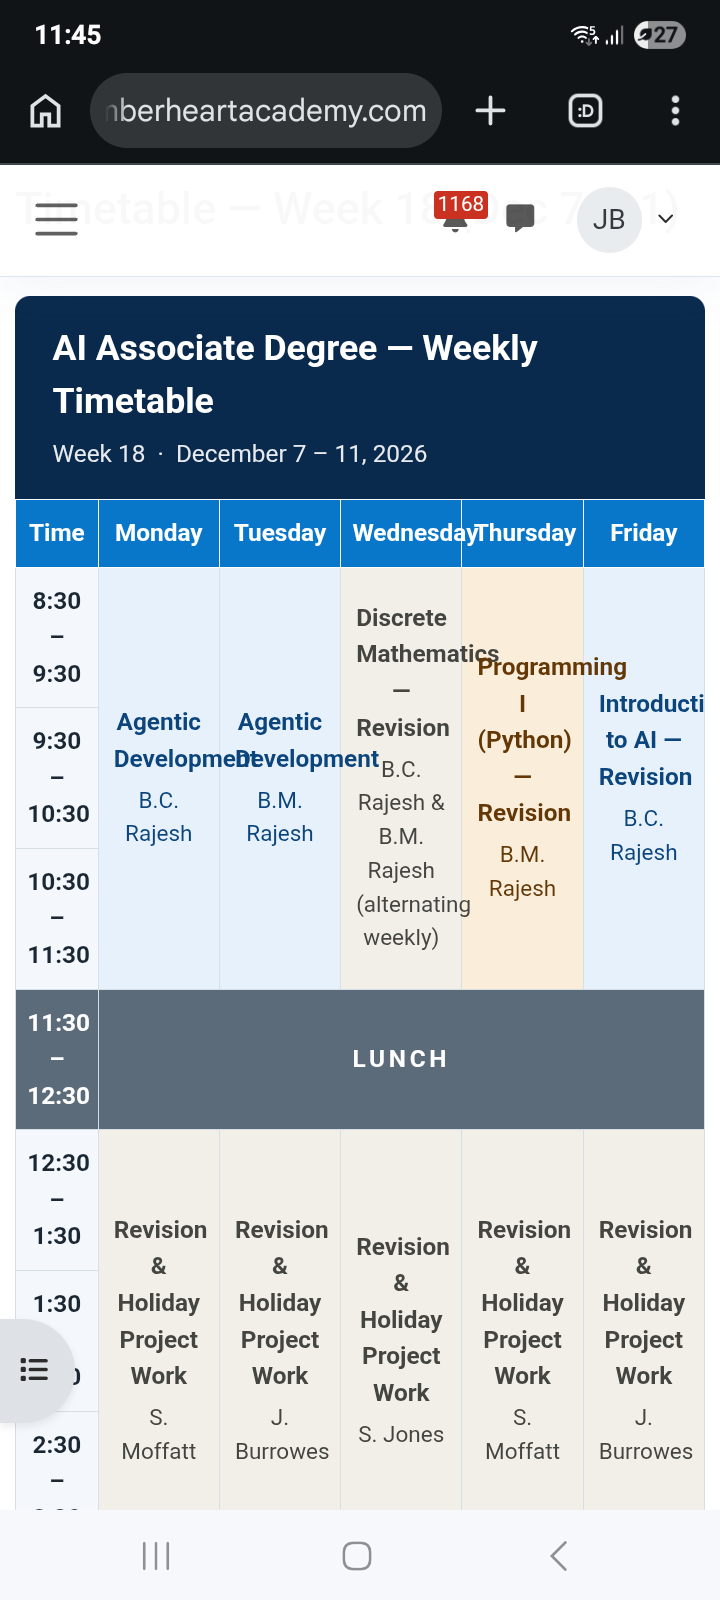 11:45
5
27
nberheartacademy.com
:D
Timetable — Week 18
1168
JB
AI Associate Degree — Weekly
Timetable
Week 18 · December 7 – 11, 2026
Time Monday Tuesday Wednesday Thursday Friday
8:30
–
9:30
9:30
–
10:30
10:30
–
11:30
Agentic
Development
B.C.
Rajesh
Agentic
Development
B.M.
Rajesh
Discrete
Mathematics
—
Revision
B.C.
Rajesh &
B.M.
Rajesh
(alternating
weekly)
Programming
I
(Python)
—
Revision
B.M.
Rajesh
Introducti
to AI —
Revision
B.C.
Rajesh
11:30
–
12:30
LUNCH
12:30
–
1:30
1:30
2:30
–
Revision
&
Holiday
Project
Work
S.
Moffatt
Revision
&
Holiday
Project
Work
J.
Burrowes
Revision
&
Holiday
Project
Work
S. Jones
Revision
&
Holiday
Project
Work
S.
Moffatt
Revision
&
Holiday
Project
Work
J.
Burrowes